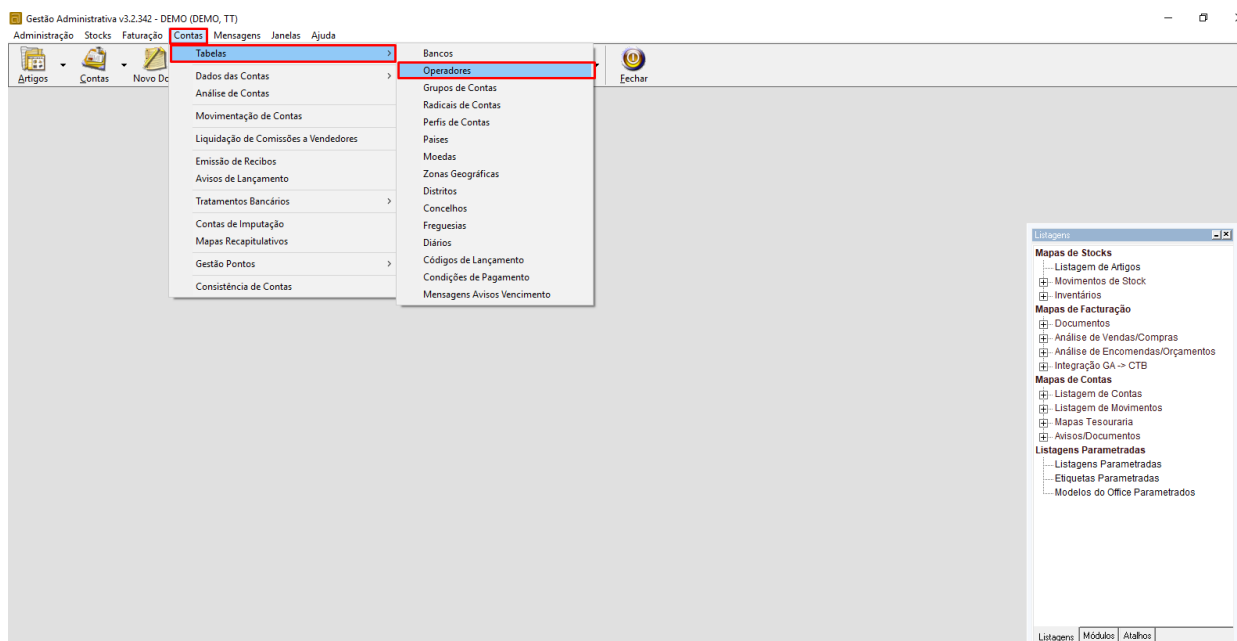 Gestão Administrativa v3.2.342 - DEMO (DEMO, TT)
Administração Stocks Faturação Contas Mensagens Janelas Ajuda
Artigos Contas Novo Do Fechar
Tabelas
Dados das Contas
Análise de Contas
Movimentação de Contas
Liquidação de Comissões a Vendedores
Emissão de Recibos
Avisos de Lançamento
Tratamentos Bancários
Contas de Imputação
Mapas Recapitulativos
Gestão Pontos
Consistência de Contas
Bancos
Operadores
Grupos de Contas
Radicais de Contas
Perfis de Contas
Paises
Moedas
Zonas Geográficas
Distritos
Concelhos
Freguesias
Diários
Códigos de Lançamento
Condições de Pagamento
Mensagens Avisos Vencimento
Listagens
Mapas de Stocks
Listagem de Artigos
Movimentos de Stock
Inventários
Mapas de Facturação
Documentos
Análise de Vendas/Compras
Análise de Encomendas/Orçamentos
Integração GA -> CTB
Mapas de Contas
Listagem de Contas
Listagem de Movimentos
Mapas Tesouraria
Avisos/Documentos
Listagens Parametradas
Listagens Parametradas
Etiquetas Parametradas
Modelos do Office Parametrados
Listagens Módulos Atalhos